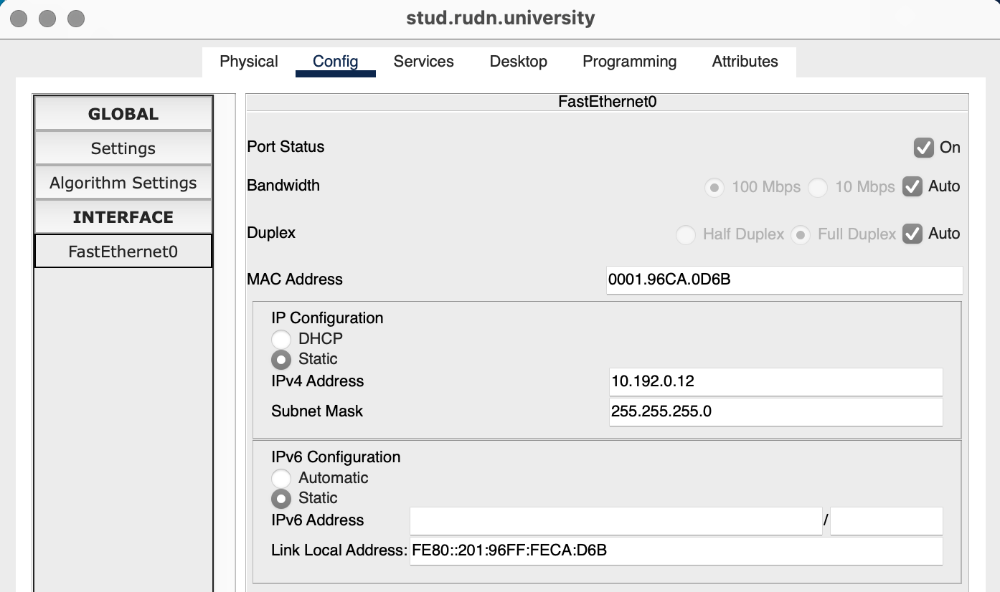 stud.rudn.university
Physical Config Services Desktop Programming Attributes
GLOBAL
Settings
Algorithm Settings
INTERFACE
FastEthernet0
FastEthernet0
Port Status On
Bandwidth 100 Mbps 10 Mbps Auto
Duplex Half Duplex Full Duplex Auto
MAC Address 0001.96CA.0D6B
IP Configuration
DHCP
Static
IPv4 Address 10.192.0.12
Subnet Mask 255.255.255.0
IPv6 Configuration
Automatic
Static
IPv6 Address /
Link Local Address: FE80::201:96FF:FECA:D6B